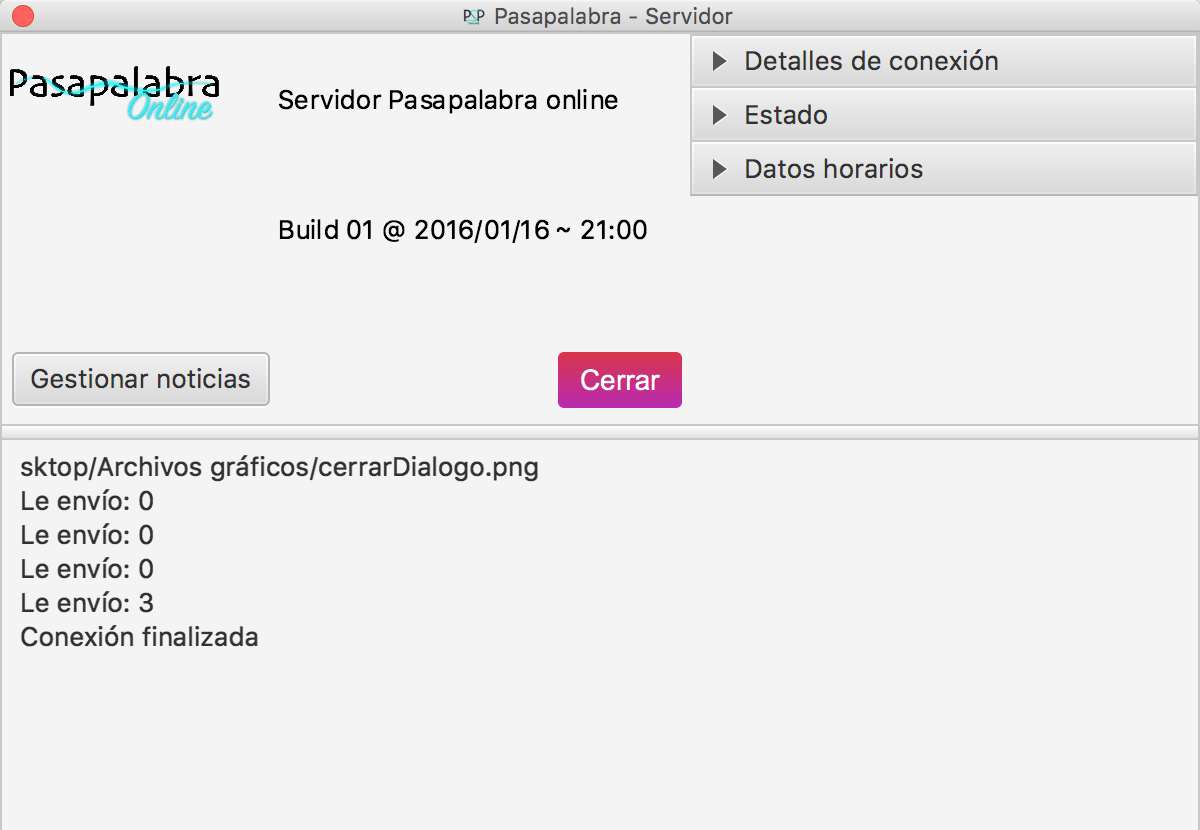 PSP Pasapalabra - Servidor
Pasapalabra
Online
Servidor Pasapalabra online
Build 01 @ 2016/01/16 ~ 21:00
Detalles de conexión
Estado
Datos horarios
Gestionar noticias
Cerrar
sktop/Archivos gráficos/cerrarDialogo.png
Le envío: 0
Le envío: 0
Le envío: 0
Le envío: 3
Conexión finalizada